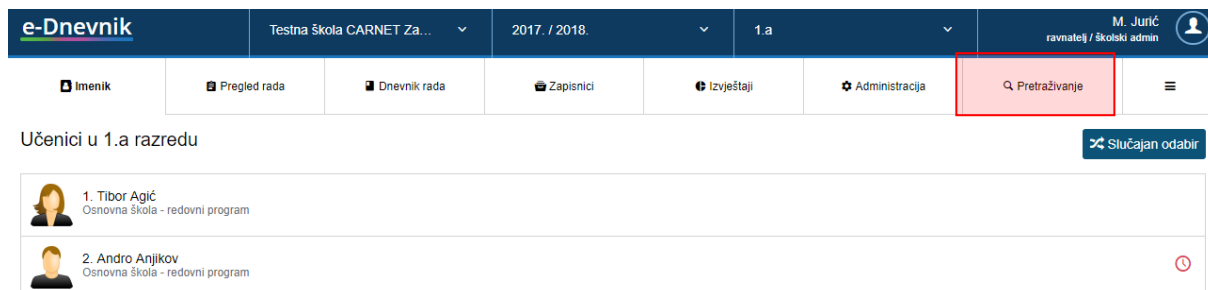 e-Dnevnik
Testna škola CARNET Za...
2017. / 2018.
1.a
M. Jurić
ravnatelj / školski admin
Imenik
Pregled rada
Dnevnik rada
Zapisnici
Izvještaji
Administracija
Pretraživanje
Učenici u 1.a razredu
Slučajan odabir
1. Tibor Agić
Osnovna škola - redovni program
2. Andro Anjikov
Osnovna škola - redovni program